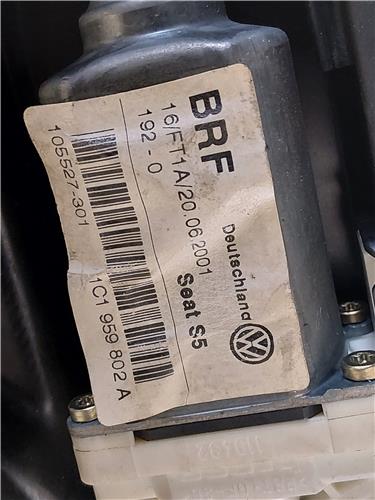 BRF
16/FT1A/20.06.2001
192-0
Deutschland
Seat S5
105527-301
1C1 959 802 A